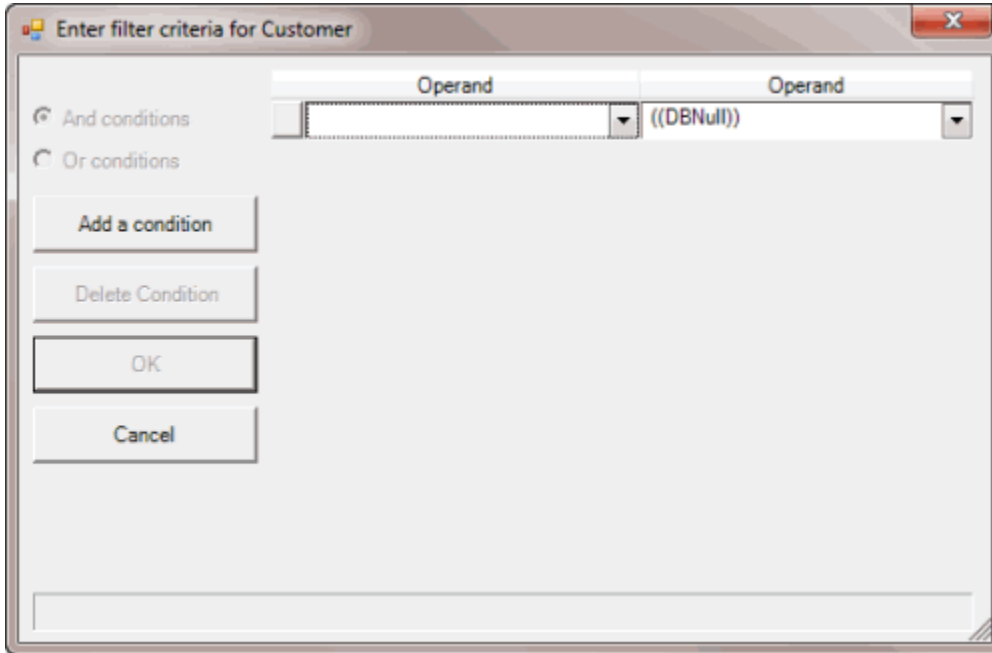 Enter filter criteria for Customer
Operand Operand
And conditions ((DBNull))
Or conditions
Add a condition
Delete Condition
OK
Cancel